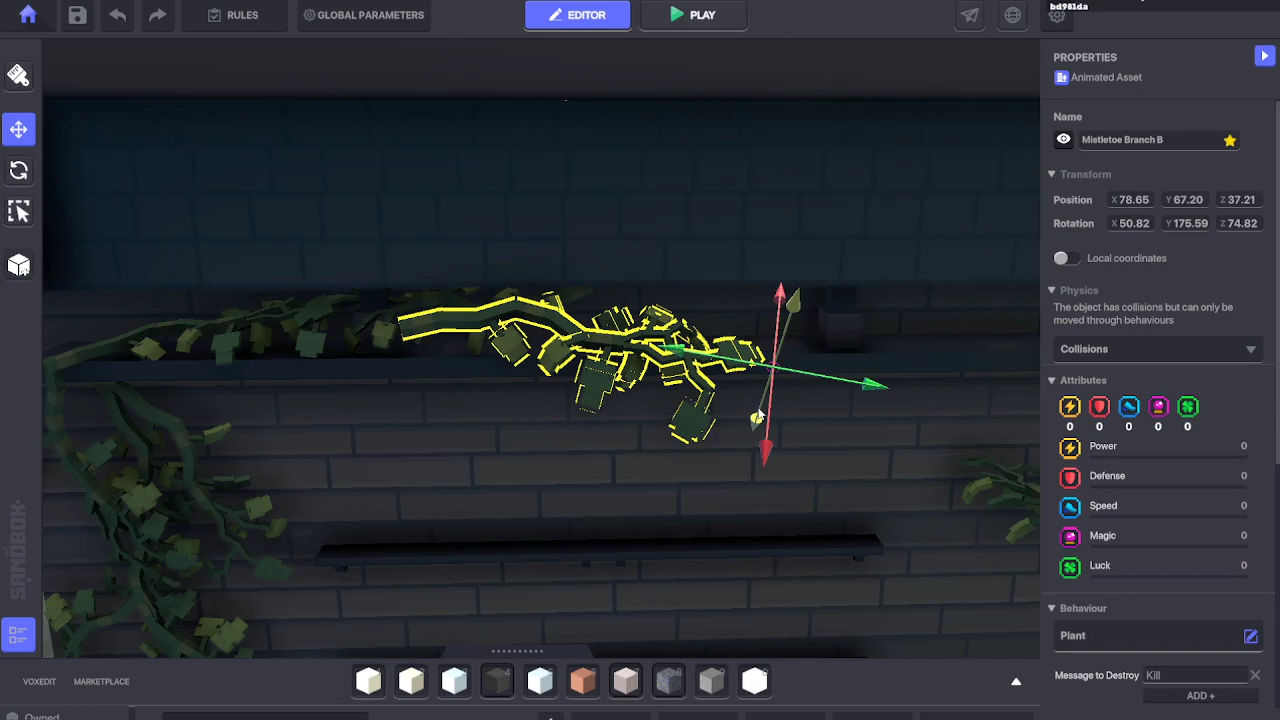 bd981da
RULES
GLOBAL PARAMETERS
EDITOR
PLAY
PROPERTIES
Animated Asset
Name
Mistletoe Branch B
Transform
Position X 78.65 Y 67.20 Z 37.21
Rotation X 50.82 Y 175.59 Z 74.82
Local coordinates
Physics
The object has collisions but can only be
moved through behaviours
Collisions
Attributes
0 0 0 0 0
Power 0
Defense 0
Speed 0
Magic 0
Luck 0
Behaviour
Plant
Message to Destroy Kill
ADD +
THE SANDBOX
VOXEDIT
MARKETPLACE
Owned